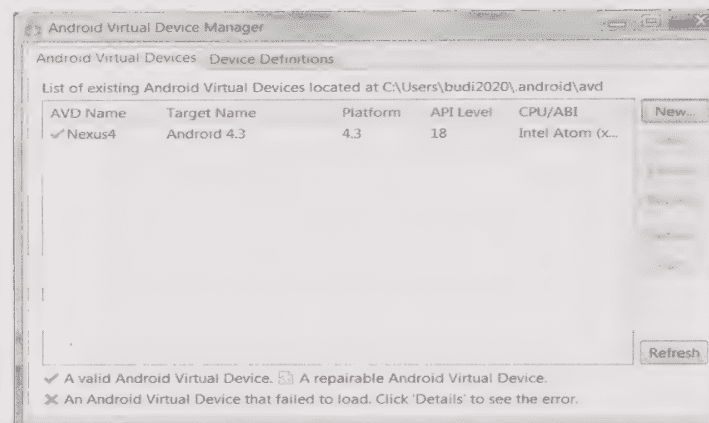 Android Virtual Device Manager
Android Virtual Devices Device Definitions
List of existing Android Virtual Devices located at C:\Users\budi2020\.android\avd
AVD Name Target Name Platform API Level CPU/ABI
Nexus4 Android 4.3 4.3 18 Intel Atom (x...
New...
Refresh
A valid Android Virtual Device. A repairable Android Virtual Device.
An Android Virtual Device that failed to load. Click 'Details' to see the error.